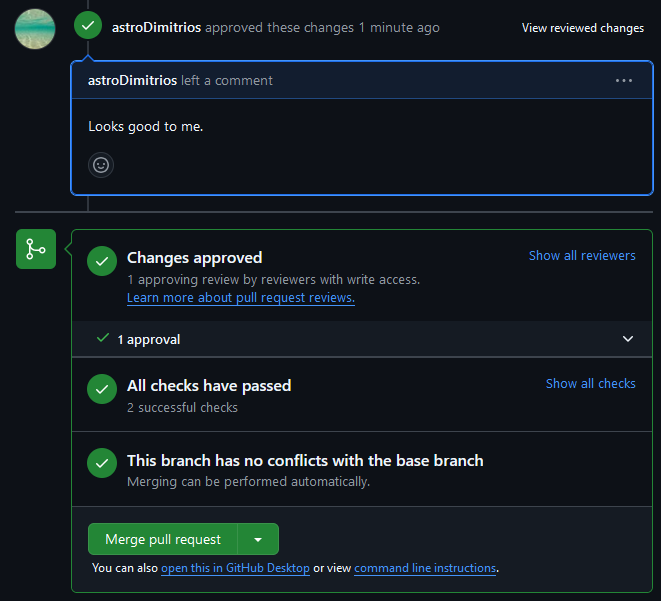 astroDimitrios approved these changes 1 minute ago
View reviewed changes
astroDimitrios left a comment
Looks good to me.
Changes approved
Show all reviewers
1 approving review by reviewers with write access.
Learn more about pull request reviews.
1 approval
All checks have passed
Show all checks
2 successful checks
This branch has no conflicts with the base branch
Merging can be performed automatically.
Merge pull request
You can also open this in GitHub Desktop or view command line instructions.